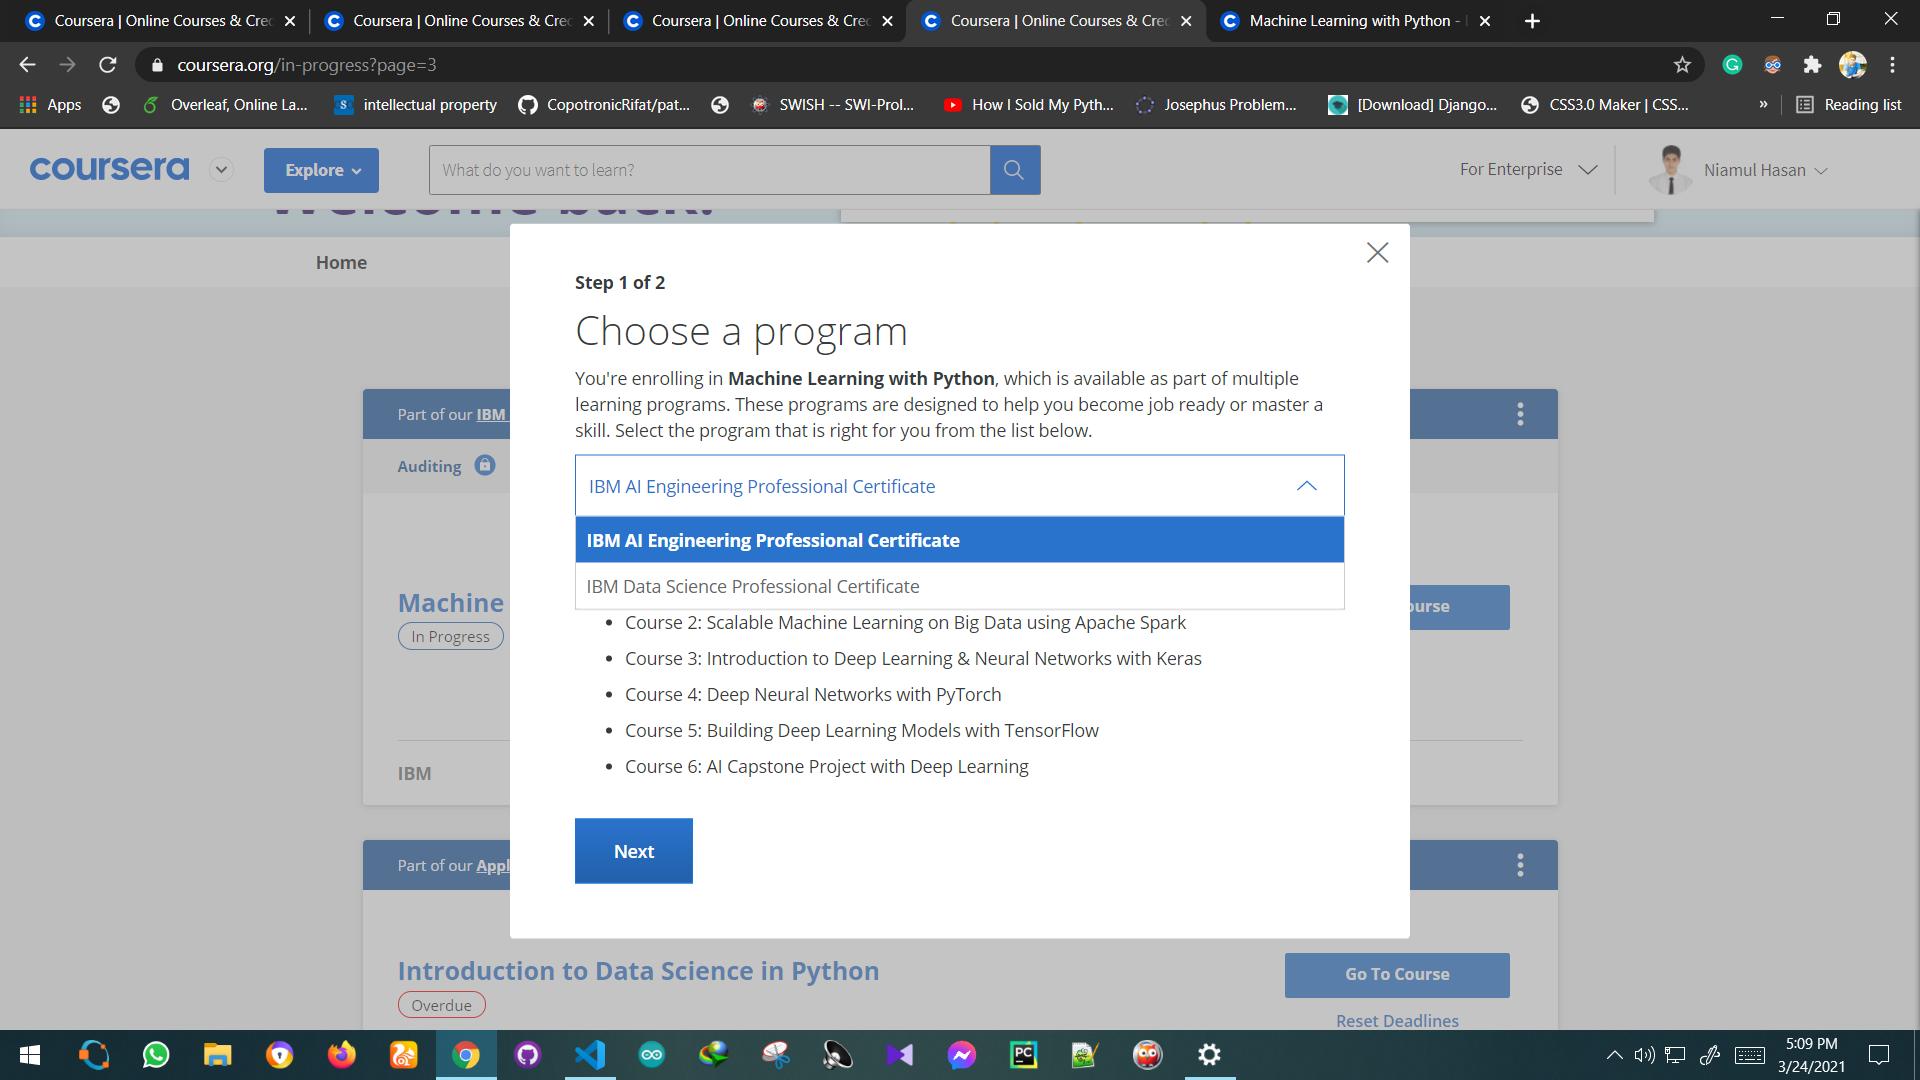 Coursera | Online Courses & Cred
Coursera | Online Courses & Cred
Coursera | Online Courses & Cred
Coursera | Online Courses & Cred
Machine Learning with Python -
coursera.org/in-progress?page=3
Apps
Overleaf, Online La...
intellectual property
CopotronicRifat/pat...
SWISH -- SWI-Prol...
How I Sold My Pyth...
Josephus Problem...
[Download] Django...
CSS3.0 Maker | CSS...
»
Reading list
coursera
Explore
What do you want to learn?
For Enterprise
Niamul Hasan
Welcome back!
Home
Step 1 of 2
Choose a program
You're enrolling in Machine Learning with Python, which is available as part of multiple
learning programs. These programs are designed to help you become job ready or master a
skill. Select the program that is right for you from the list below.
IBM AI Engineering Professional Certificate
IBM AI Engineering Professional Certificate
IBM Data Science Professional Certificate
• Course 2: Scalable Machine Learning on Big Data using Apache Spark
• Course 3: Introduction to Deep Learning & Neural Networks with Keras
• Course 4: Deep Neural Networks with PyTorch
• Course 5: Building Deep Learning Models with TensorFlow
• Course 6: AI Capstone Project with Deep Learning
Next
Part of our IBM
Auditing
Machine
In Progress
ourse
IBM
Part of our Appl
Introduction to Data Science in Python
Overdue
Go To Course
Reset Deadlines
5:09 PM
3/24/2021